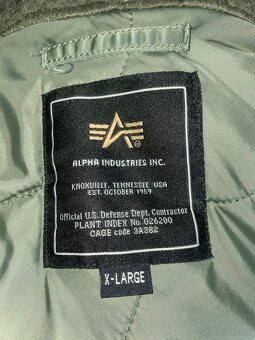 ALPHA INDUSTRIES INC.
KNOXVILLE, TENNESSEE USA
EST. OCTOBER 1959
Official U.S. Defense Dept. Contractor
PLANT INDEX No. 026200
CAGE code 3A382
X-LARGE